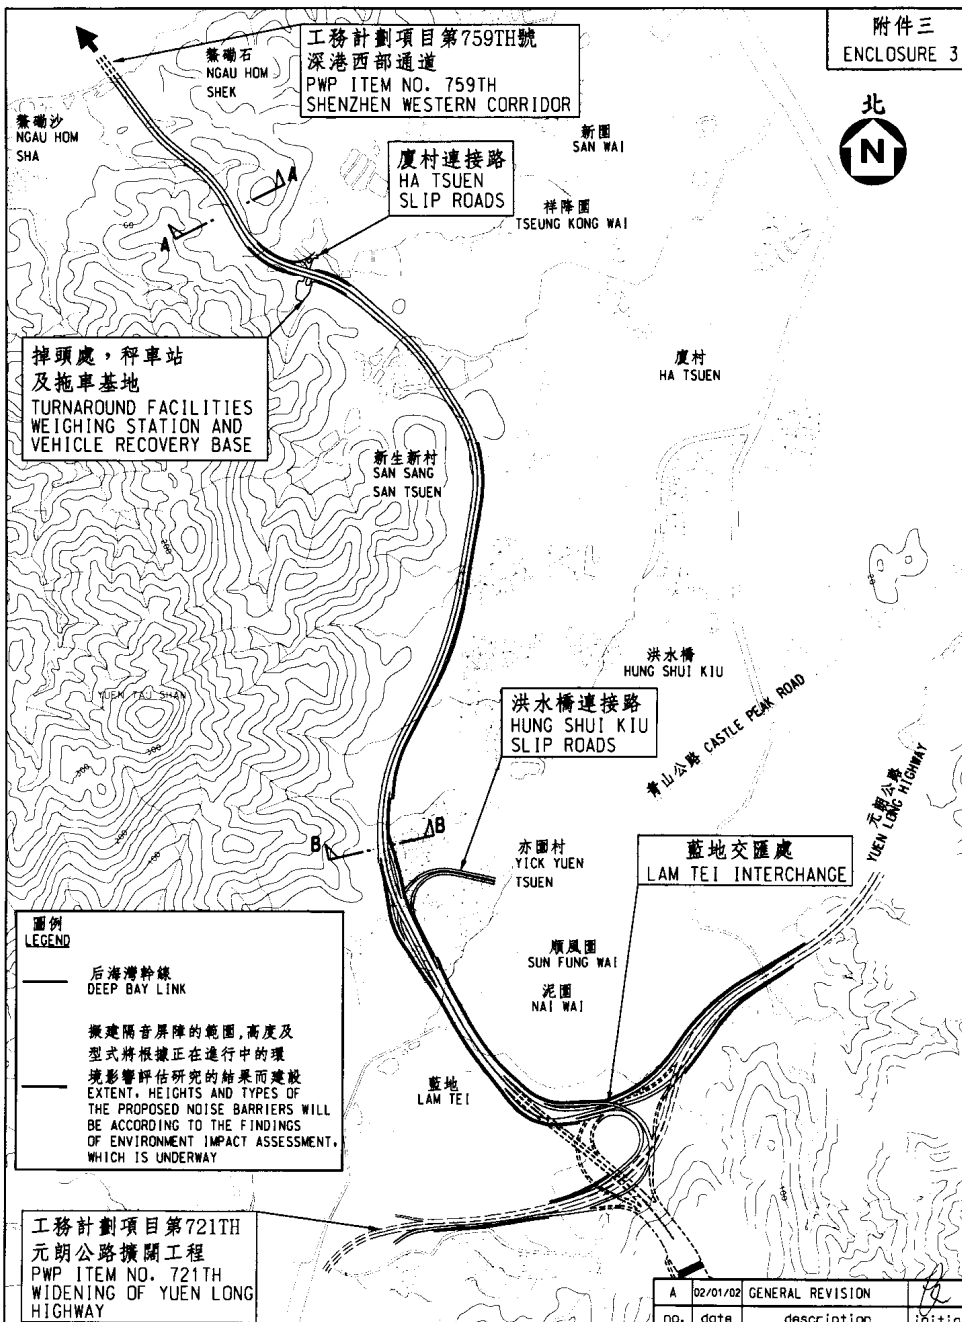 附件三
ENCLOSURE 3
北
N
工務計劃項目第759TH號
深港西部通道
PWP ITEM NO. 759TH
SHENZHEN WESTERN CORRIDOR
鰲磡石
NGAU HOM
SHEK
鰲磡沙
NGAU HOM
SHA
新圍
SAN WAI
廈村連接路
HA TSUEN
SLIP ROADS
祥降圍
TSEUNG KONG WAI
A
A
60
掉頭處，秤車站
及拖車基地
TURNAROUND FACILITIES
WEIGHING STATION AND
VEHICLE RECOVERY BASE
廈村
HA TSUEN
新生新村
SAN SANG
SAN TSUEN
200
YUEN TAU SHAN
300
300
200
100
洪水橋
HUNG SHUI KIU
洪水橋連接路
HUNG SHUI KIU
SLIP ROADS
青山公路 CASTLE PEAK ROAD
元朗公路
YUEN LONG HIGHWAY
B
B
亦園村
YICK YUEN
TSUEN
藍地交匯處
LAM TEI INTERCHANGE
順風圍
SUN FUNG WAI
泥圍
NAI WAI
藍地
LAM TEI
100
圖例
LEGEND
后海灣幹線
DEEP BAY LINK
擬建隔音屏障的範圍,高度及
型式將根據正在進行中的環
境影響評估研究的結果而建設
EXTENT, HEIGHTS AND TYPES OF
THE PROPOSED NOISE BARRIERS WILL
BE ACCORDING TO THE FINDINGS
OF ENVIRONMENT IMPACT ASSESSMENT,
WHICH IS UNDERWAY
工務計劃項目第721TH
元朗公路擴闊工程
PWP ITEM NO. 721TH
WIDENING OF YUEN LONG
HIGHWAY
A 02/01/02 GENERAL REVISION
no. date description initial